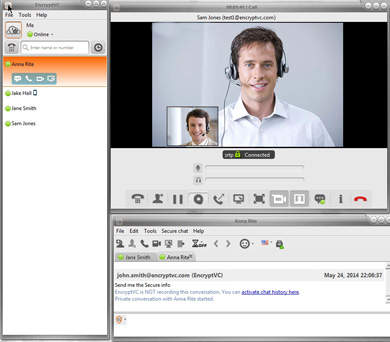 EncryptVC
File Tools Help
Me
Online
Enter name or number
Anna Rite
Jake Hall
Jane Smith
Sam Jones
00:01:41 | Call
Sam Jones (test1@encryptvc.com)
zrtp Connected
Anna Rite
File Edit Tools Secure chat Help
Jane Smith Anna Rite
john.smith@encryptvc.com (EncryptVC) May 24, 2014 22:06:37
Send me the Secure info
EncryptVC is NOT recording this conversation. You can activate chat history here.
Private conversation with Anna Rite started.